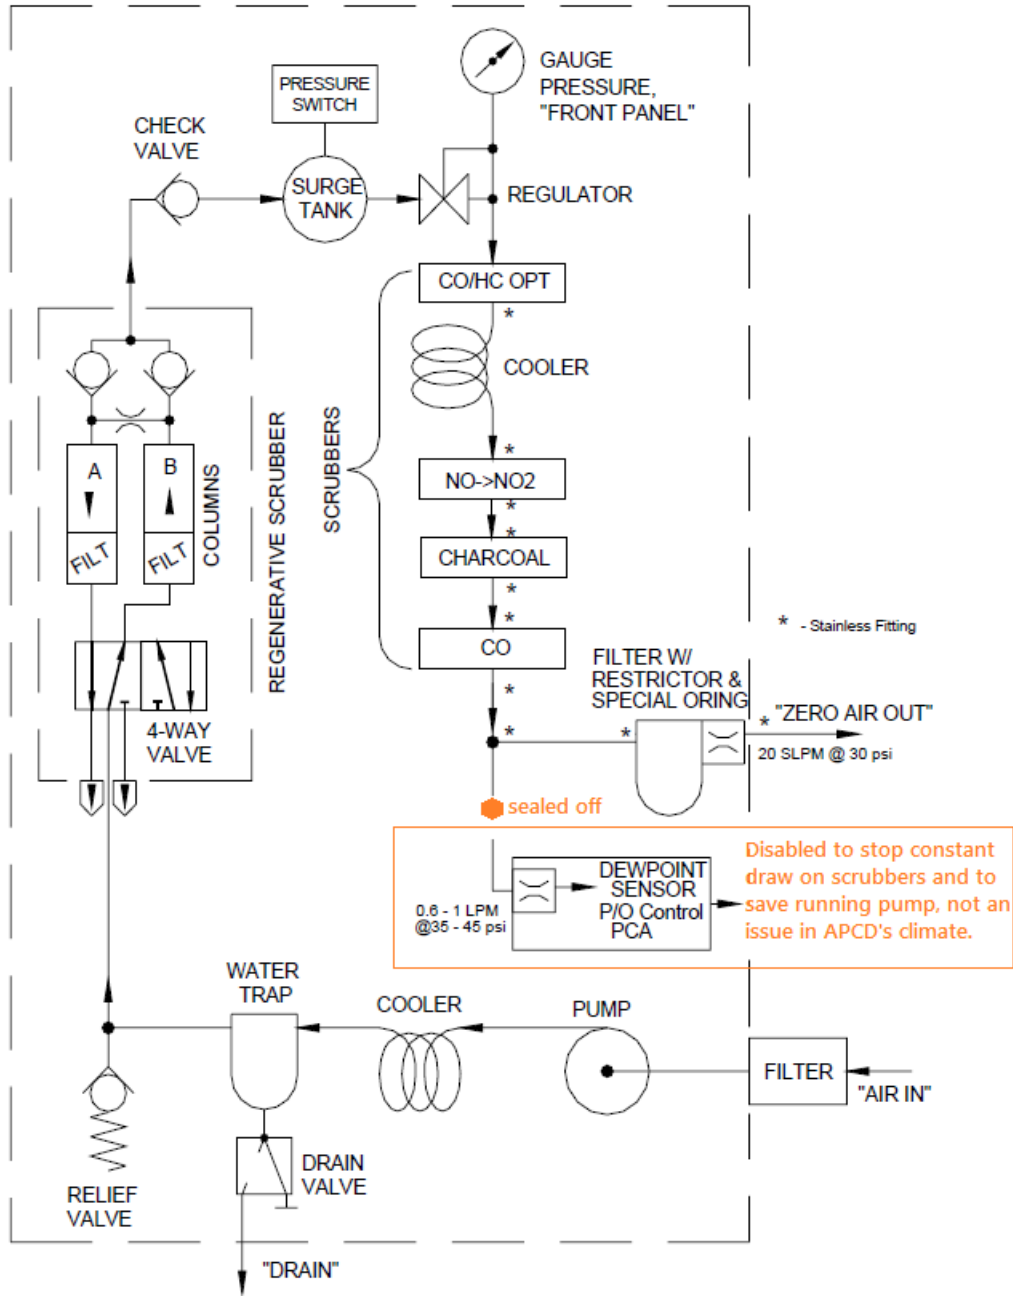 GAUGE
PRESSURE,
"FRONT PANEL"
PRESSURE
SWITCH
CHECK
VALVE
SURGE
TANK
REGULATOR
CO/HC OPT
*
COOLER
SCRUBBERS
*
NO->NO2
*
*
CHARCOAL
*
*
CO
*
*
A
B
FILT
FILT
COLUMNS
REGENERATIVE SCRUBBER
4-WAY
VALVE
* - Stainless Fitting
FILTER W/
RESTRICTOR &
SPECIAL ORING
*
* "ZERO AIR OUT"
20 SLPM @ 30 psi
sealed off
DEWPOINT
SENSOR
P/O Control
PCA
0.6 - 1 LPM
@35 - 45 psi
Disabled to stop constant
draw on scrubbers and to
save running pump, not an
issue in APCD's climate.
WATER
TRAP
COOLER
PUMP
FILTER
"AIR IN"
RELIEF
VALVE
DRAIN
VALVE
"DRAIN"